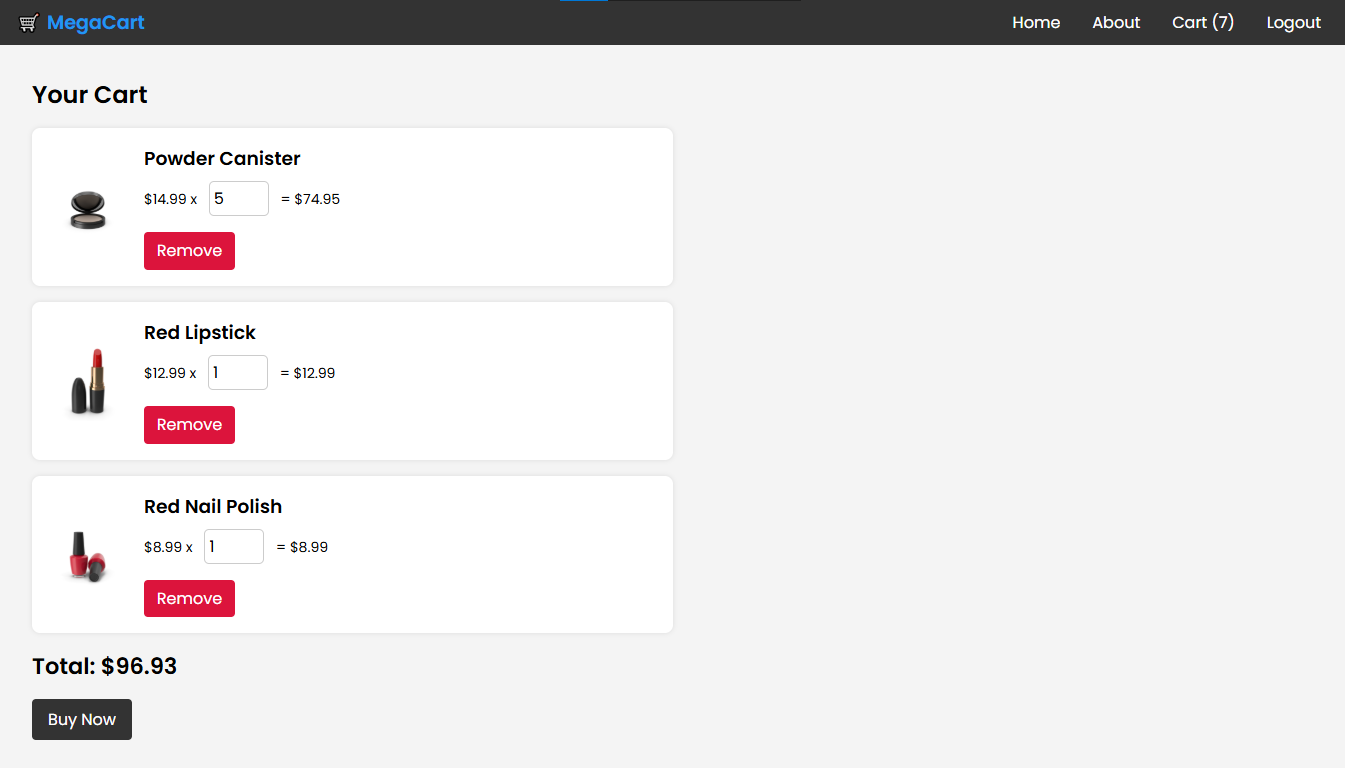 MegaCart Home About Cart (7) Logout
Your Cart
Powder Canister
$14.99 x 5 = $74.95
Remove
Red Lipstick
$12.99 x 1 = $12.99
Remove
Red Nail Polish
$8.99 x 1 = $8.99
Remove
Total: $96.93
Buy Now